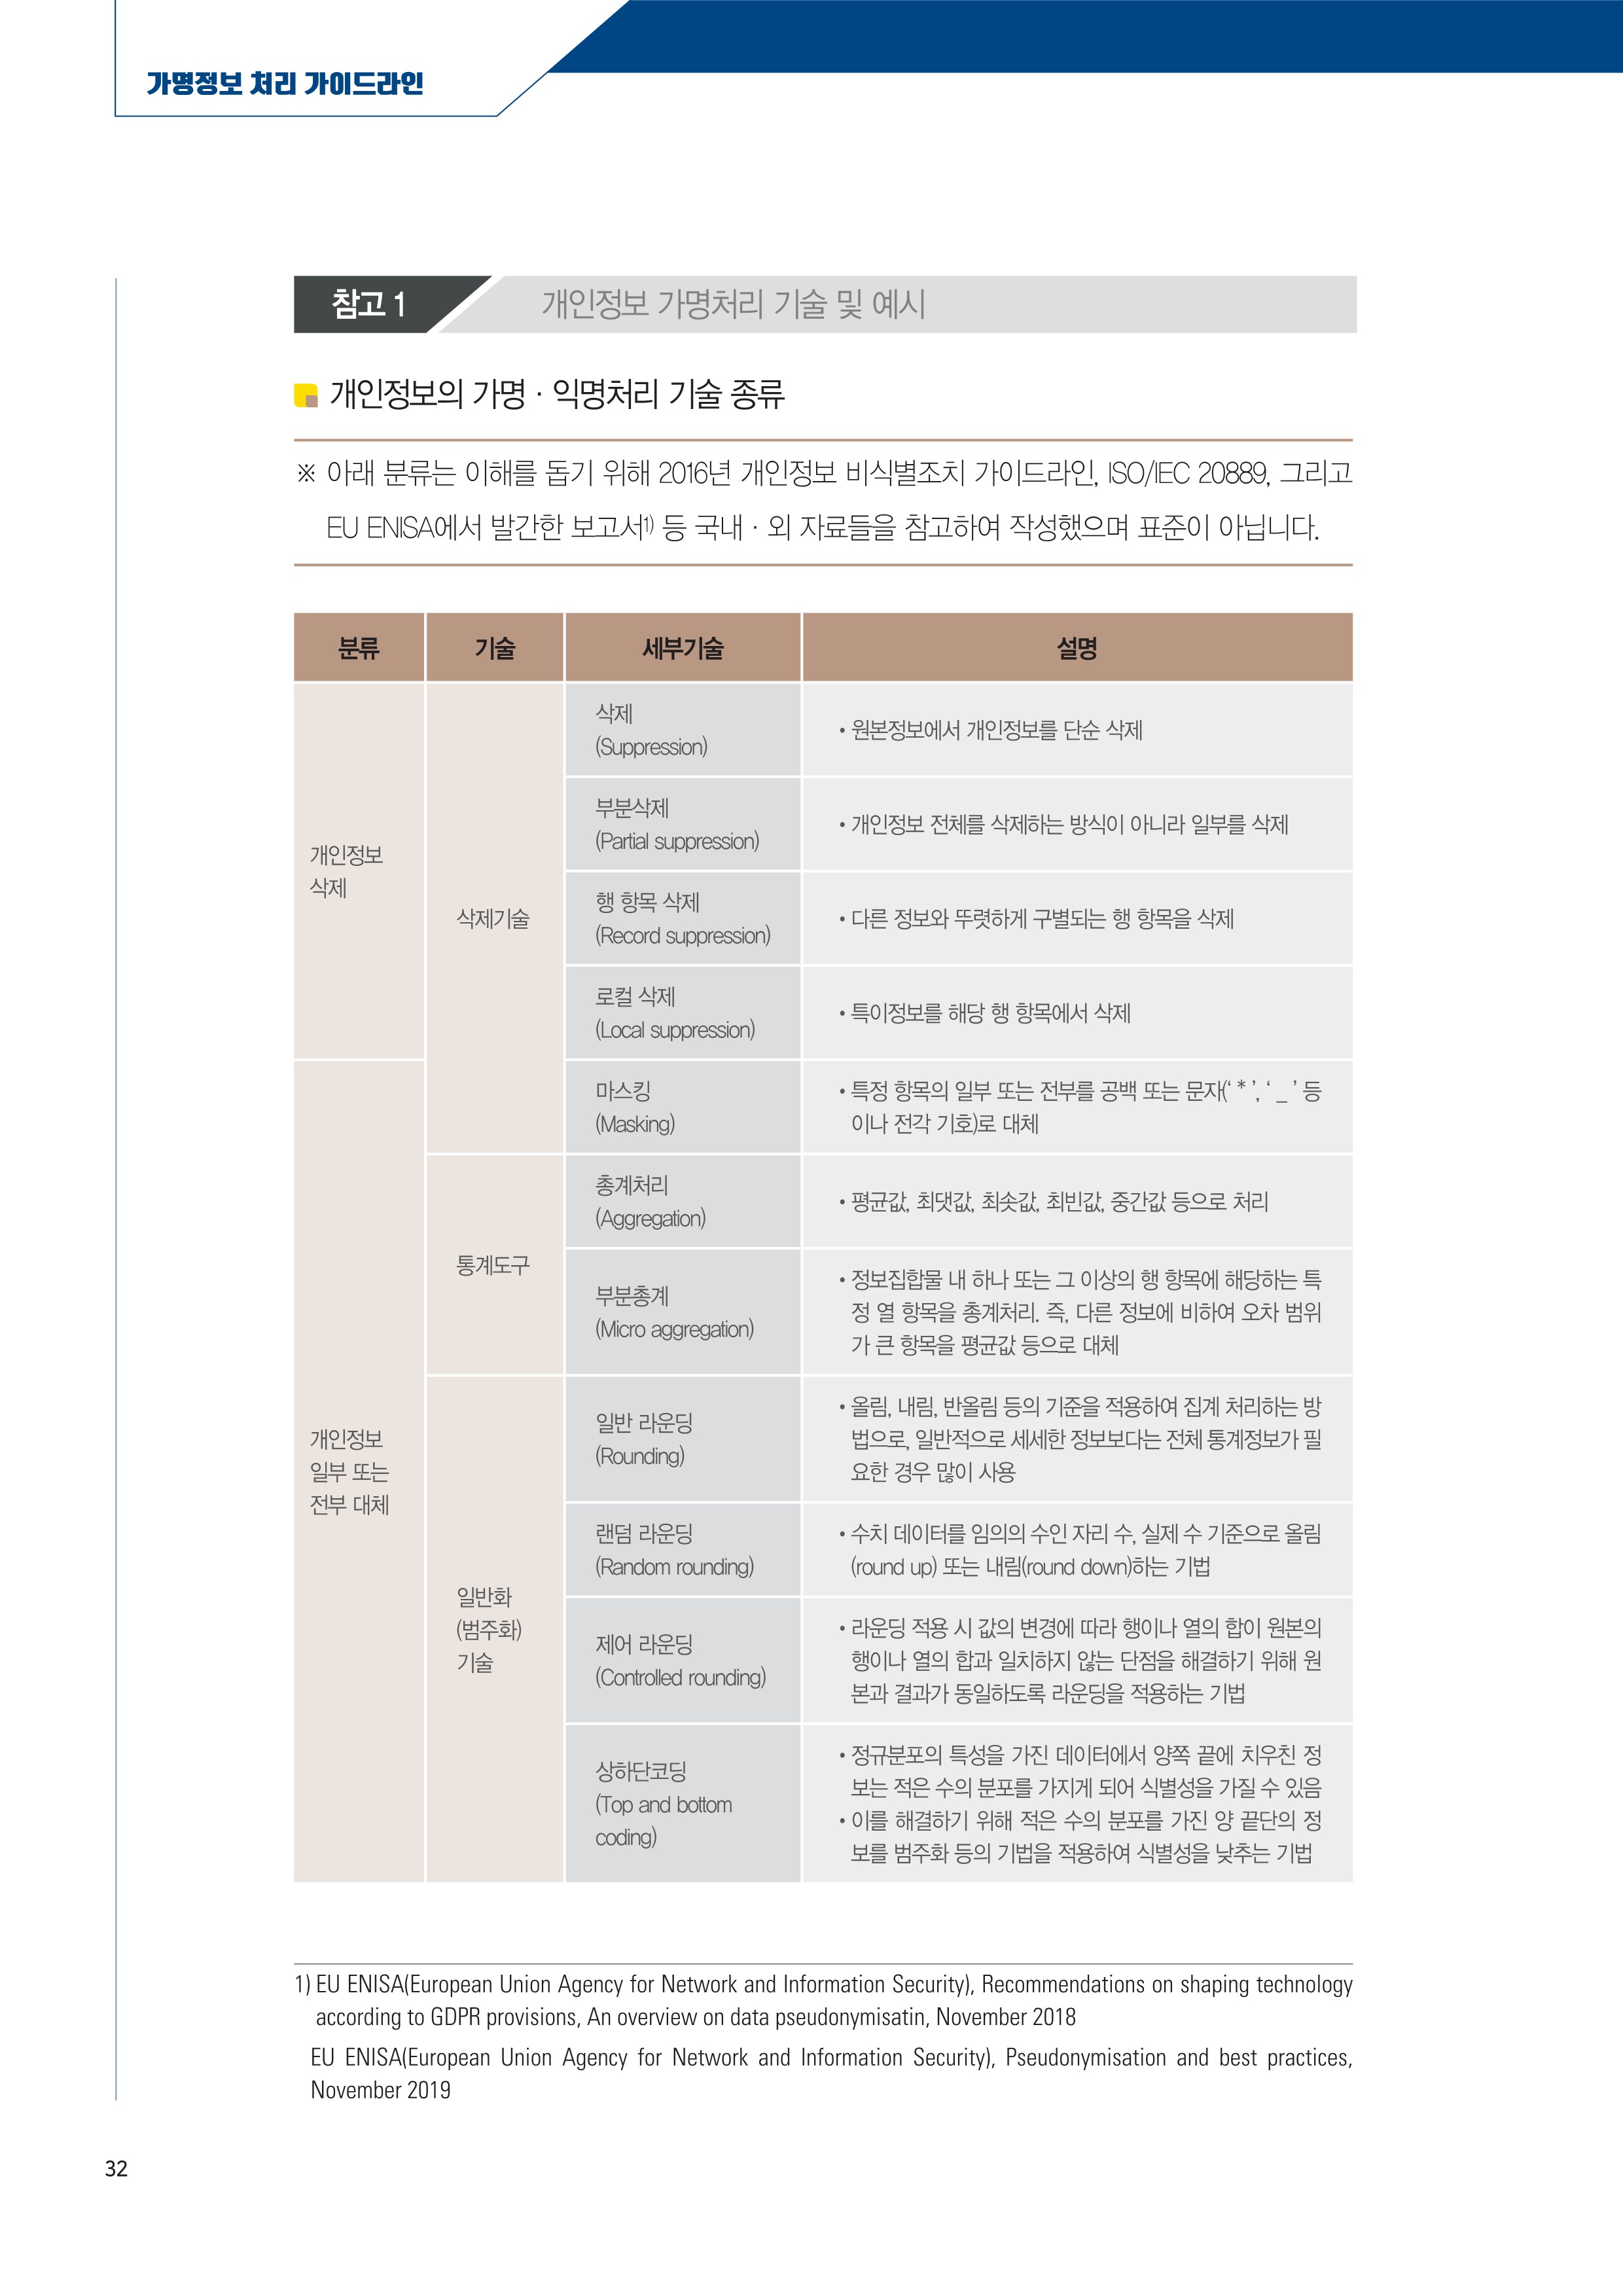 가명정보 처리 가이드라인
참고 1
개인정보 가명처리 기술 및 예시
개인정보의 가명 · 익명처리 기술 종류
※ 아래 분류는 이해를 돕기 위해 2016년 개인정보 비식별조치 가이드라인, ISO/IEC 20889, 그리고
EU ENISA에서 발간한 보고서1) 등 국내 · 외 자료들을 참고하여 작성했으며 표준이 아닙니다.
분류
기술
세부기술
설명
개인정보
삭제
삭제기술
삭제
(Suppression)
• 원본정보에서 개인정보를 단순 삭제
부분삭제
(Partial suppression)
• 개인정보 전체를 삭제하는 방식이 아니라 일부를 삭제
행 항목 삭제
(Record suppression)
• 다른 정보와 뚜렷하게 구별되는 행 항목을 삭제
로컬 삭제
(Local suppression)
• 특이정보를 해당 행 항목에서 삭제
개인정보
일부 또는
전부 대체
마스킹
(Masking)
• 특정 항목의 일부 또는 전부를 공백 또는 문자(‘ * ’, ‘ _ ’ 등
이나 전각 기호)로 대체
통계도구
총계처리
(Aggregation)
• 평균값, 최댓값, 최솟값, 최빈값, 중간값 등으로 처리
부분총계
(Micro aggregation)
• 정보집합물 내 하나 또는 그 이상의 행 항목에 해당하는 특
정 열 항목을 총계처리. 즉, 다른 정보에 비하여 오차 범위
가 큰 항목을 평균값 등으로 대체
일반화
(범주화)
기술
일반 라운딩
(Rounding)
• 올림, 내림, 반올림 등의 기준을 적용하여 집계 처리하는 방
법으로, 일반적으로 세세한 정보보다는 전체 통계정보가 필
요한 경우 많이 사용
랜덤 라운딩
(Random rounding)
• 수치 데이터를 임의의 수인 자리 수, 실제 수 기준으로 올림
(round up) 또는 내림(round down)하는 기법
제어 라운딩
(Controlled rounding)
• 라운딩 적용 시 값의 변경에 따라 행이나 열의 합이 원본의
행이나 열의 합과 일치하지 않는 단점을 해결하기 위해 원
본과 결과가 동일하도록 라운딩을 적용하는 기법
상하단코딩
(Top and bottom
coding)
• 정규분포의 특성을 가진 데이터에서 양쪽 끝에 치우친 정
보는 적은 수의 분포를 가지게 되어 식별성을 가질 수 있음
• 이를 해결하기 위해 적은 수의 분포를 가진 양 끝단의 정
보를 범주화 등의 기법을 적용하여 식별성을 낮추는 기법
1) EU ENISA(European Union Agency for Network and Information Security), Recommendations on shaping technology
according to GDPR provisions, An overview on data pseudonymisatin, November 2018
EU ENISA(European Union Agency for Network and Information Security), Pseudonymisation and best practices,
November 2019
32